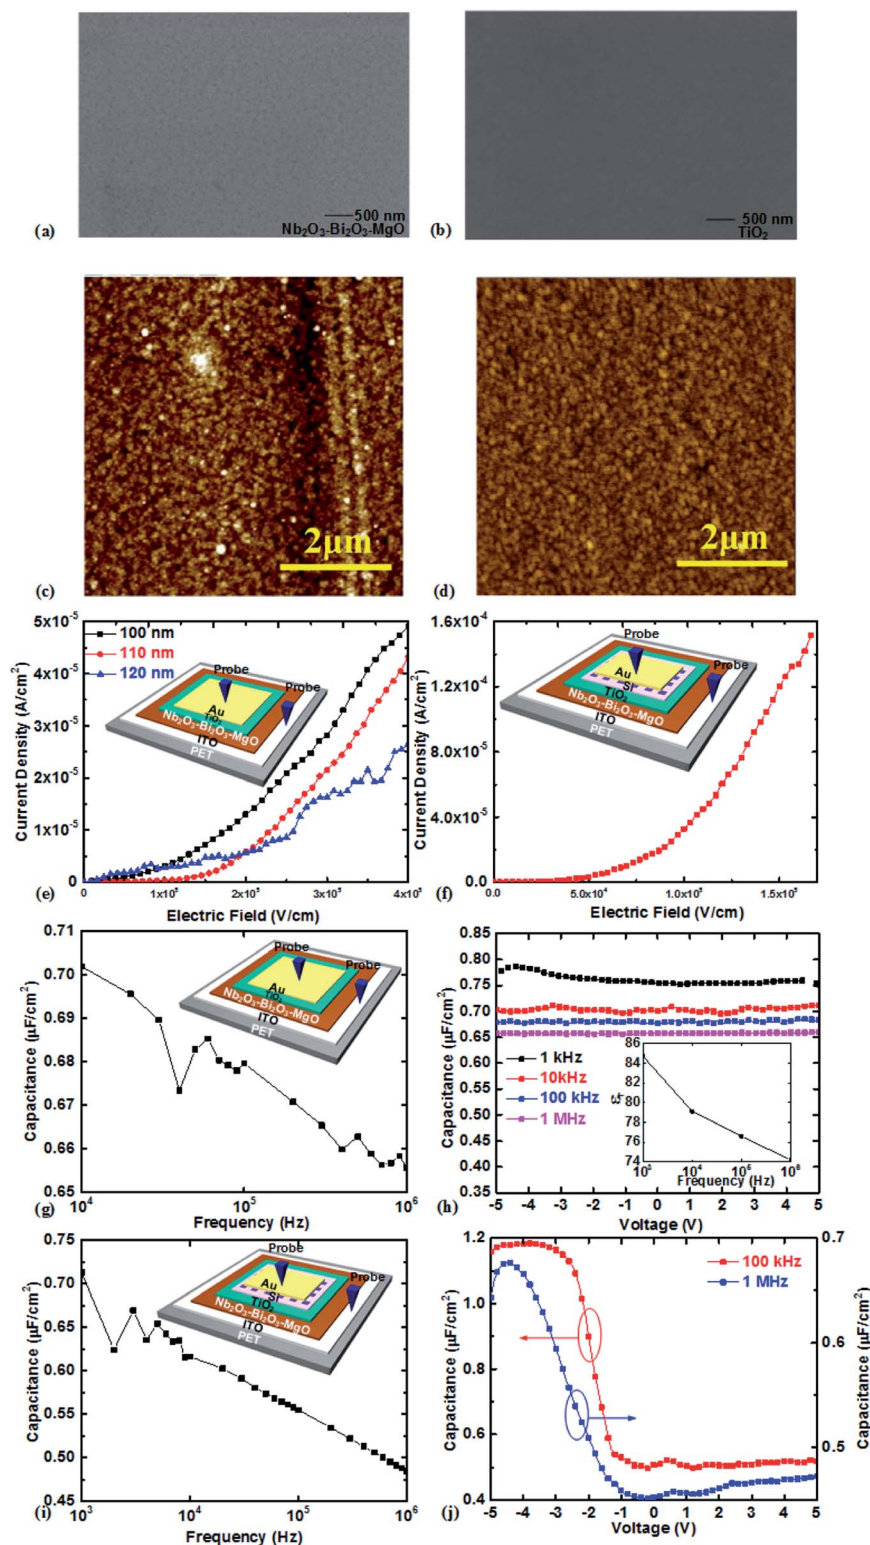 500 nm
Nb₂O₃-Bi₂O₃-MgO
(a)
500 nm
TiO₂
(b)
2μm
(c)
2μm
(d)
5x10⁻⁵
4x10⁻⁵
3x10⁻⁵
2x10⁻⁵
1x10⁻⁵
0
Current Density (A/cm²)
100 nm
110 nm
120 nm
Probe
Probe
Au
TiO₂
Nb₂O₃-Bi₂O₃-MgO
ITO
PET
0 1x10⁵ 2x10⁵ 3x10⁵ 4x10⁵
(e)
Electric Field (V/cm)
1.6x10⁻⁴
1.2x10⁻⁴
8.0x10⁻⁵
4.0x10⁻⁵
0
Current Density (A/cm²)
Probe
Probe
Au
Si
TiO₂
Nb₂O₃-Bi₂O₃-MgO
ITO
PET
0.0 5.0x10⁴ 1.0x10⁵ 1.5x10⁵
(f)
Electric Field (V/cm)
0.71
0.70
0.69
0.68
0.67
0.66
0.65
Capacitance (μF/cm²)
Probe
Probe
Au
TiO₂
Nb₂O₃-Bi₂O₃-MgO
ITO
PET
10⁴ 10⁵ 10⁶
(g)
Frequency (Hz)
0.85
0.80
0.75
0.70
0.65
0.60
0.55
0.50
0.45
0.40
0.35
Capacitance (μF/cm²)
1 kHz
10kHz
100 kHz
1 MHz
86
84
82
80
78
76
74
εᵣ
10⁴ 10⁶ 10⁸
Frequency (Hz)
-5 -4 -3 -2 -1 0 1 2 3 4 5
(h)
Voltage (V)
0.75
0.70
0.65
0.60
0.55
0.50
0.45
Capacitance (μF/cm²)
Probe
Probe
Au
Si
TiO₂
Nb₂O₃-Bi₂O₃-MgO
ITO
PET
10³ 10⁴ 10⁵ 10⁶
(i)
Frequency (Hz)
1.2
1.0
0.8
0.6
0.4
Capacitance (μF/cm²)
100 kHz
1 MHz
0.7
0.6
0.5
Capacitance (μF/cm²)
-5 -4 -3 -2 -1 0 1 2 3 4 5
(j)
Voltage (V)